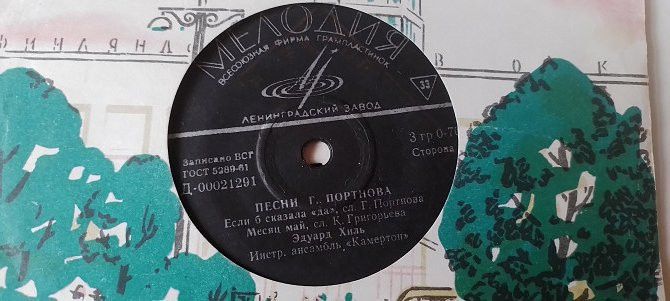 МЕЛОДИЯ
ВСЕСОЮЗНАЯ ФИРМА ГРАМПЛАСТИНОК
33
ЛЕНИНГРАДСКИЙ ЗАВОД
Записано ВСГ
ГОСТ 5289-61
Д-00021291
3 гр 0-70
Сторона
ПЕСНИ Г. ПОРТНОВА
Если б сказала «да», сл. Г. Портнова
Месяц май, сл. К. Григорьева
Эдуард Хиль
Инстр. ансамбль „Камертон"
В О К